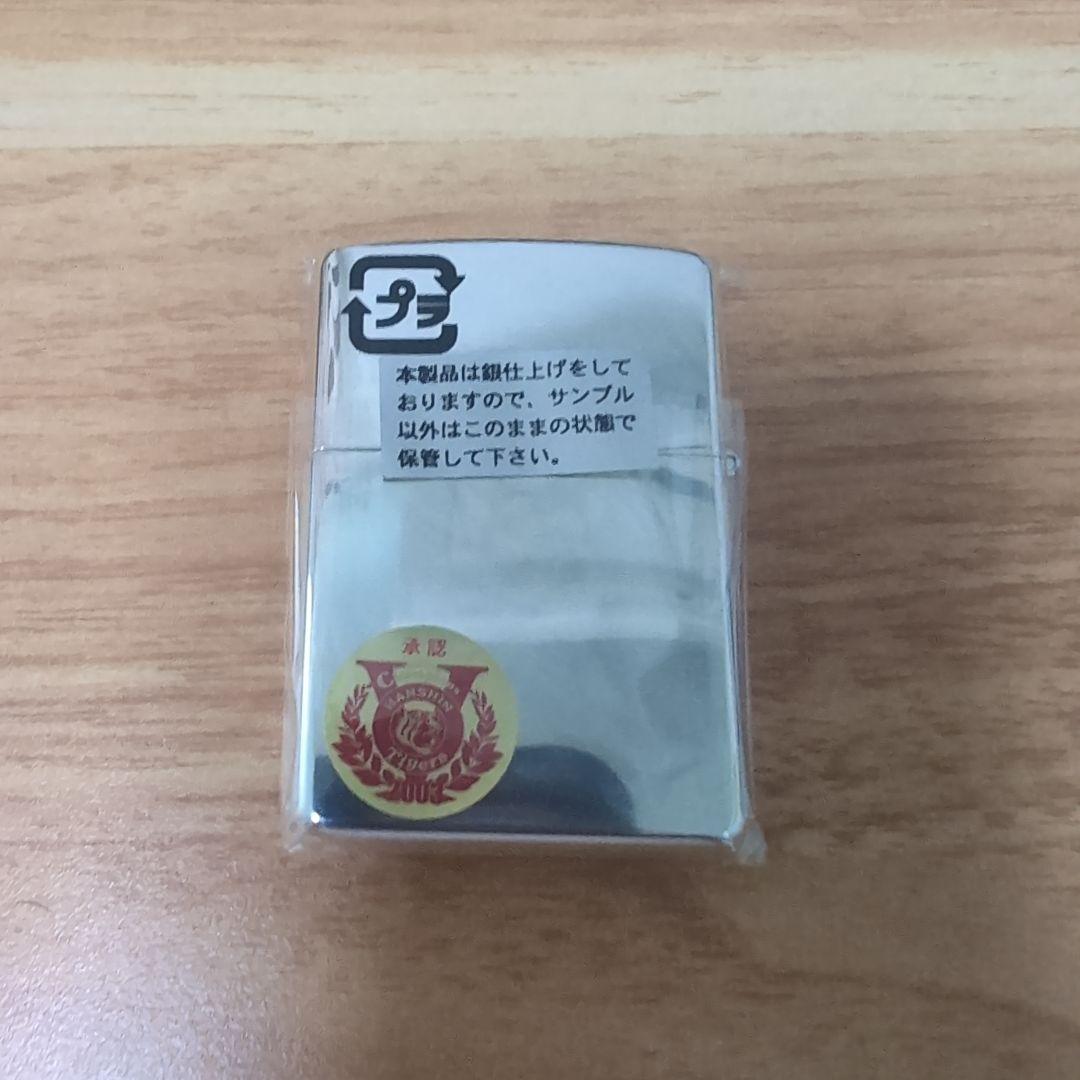 プラ
本製品は銀仕上げをして
おりますので、サンプル
以外はこのままの状態で
保管して下さい。
承認
HANSHIN
Tigers
2003